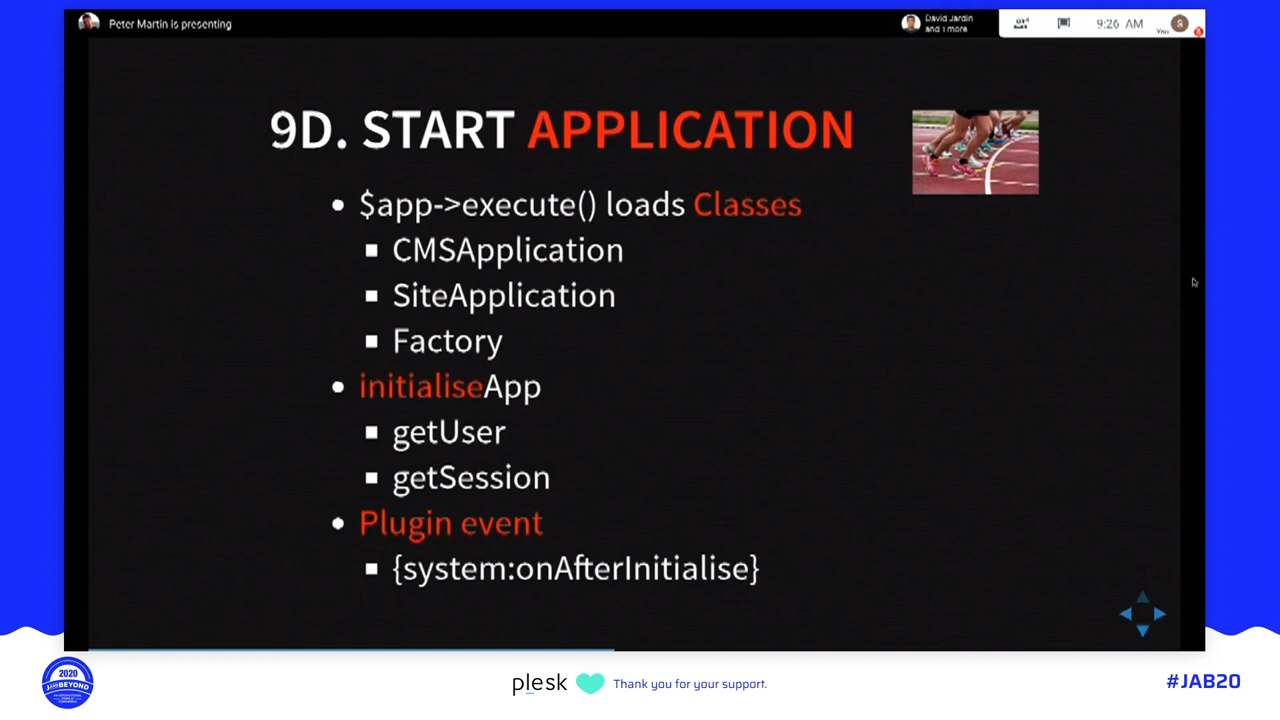 Peter Martin is presenting
David Jardin
and 1 more
9:26 AM
You
S
9D. START APPLICATION
$app->execute() loads Classes
CMSApplication
SiteApplication
Factory
initialiseApp
getUser
getSession
Plugin event
{system:onAfterInitialise}
2020
JANDBEYOND
plesk
Thank you for your support.
#JAB20